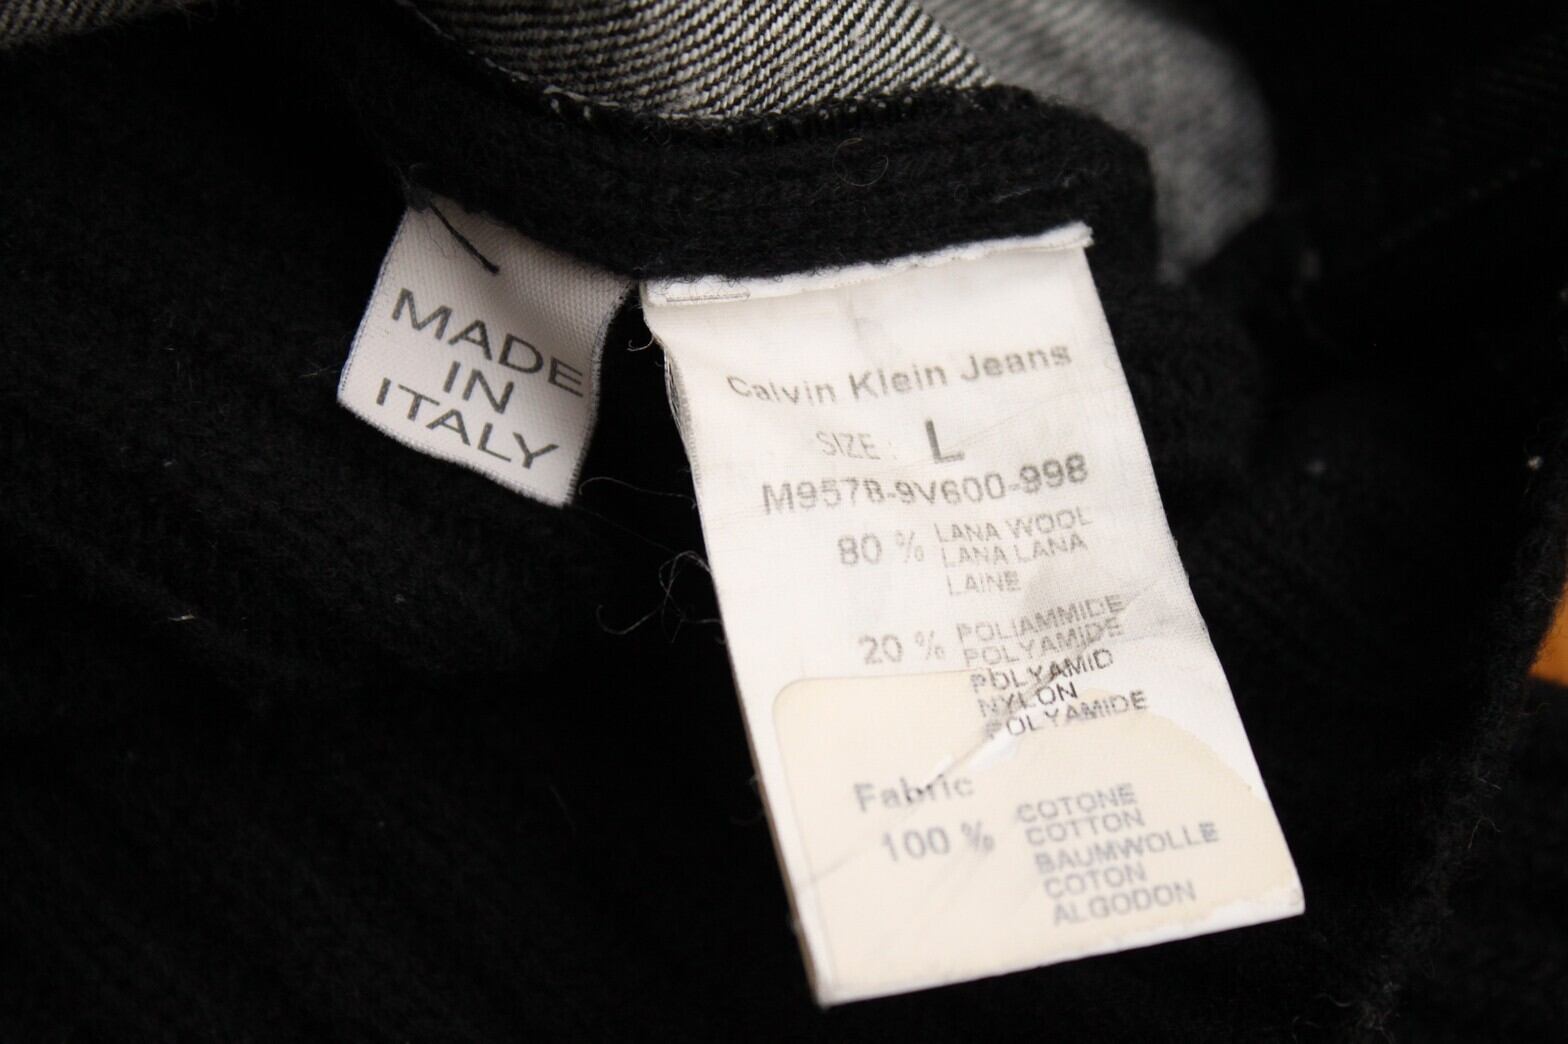 MADE
IN
ITALY
Calvin Klein Jeans
SIZE: L
M9578-9V600-998
80 % LANA WOOL
LANA LANA
LAINE
20 % POLIAMMIDE
POLYAMIDE
POLYAMID
NYLON
POLYAMIDE
Fabric
100 % COTONE
COTTON
BAUMWOLLE
COTON
ALGODON